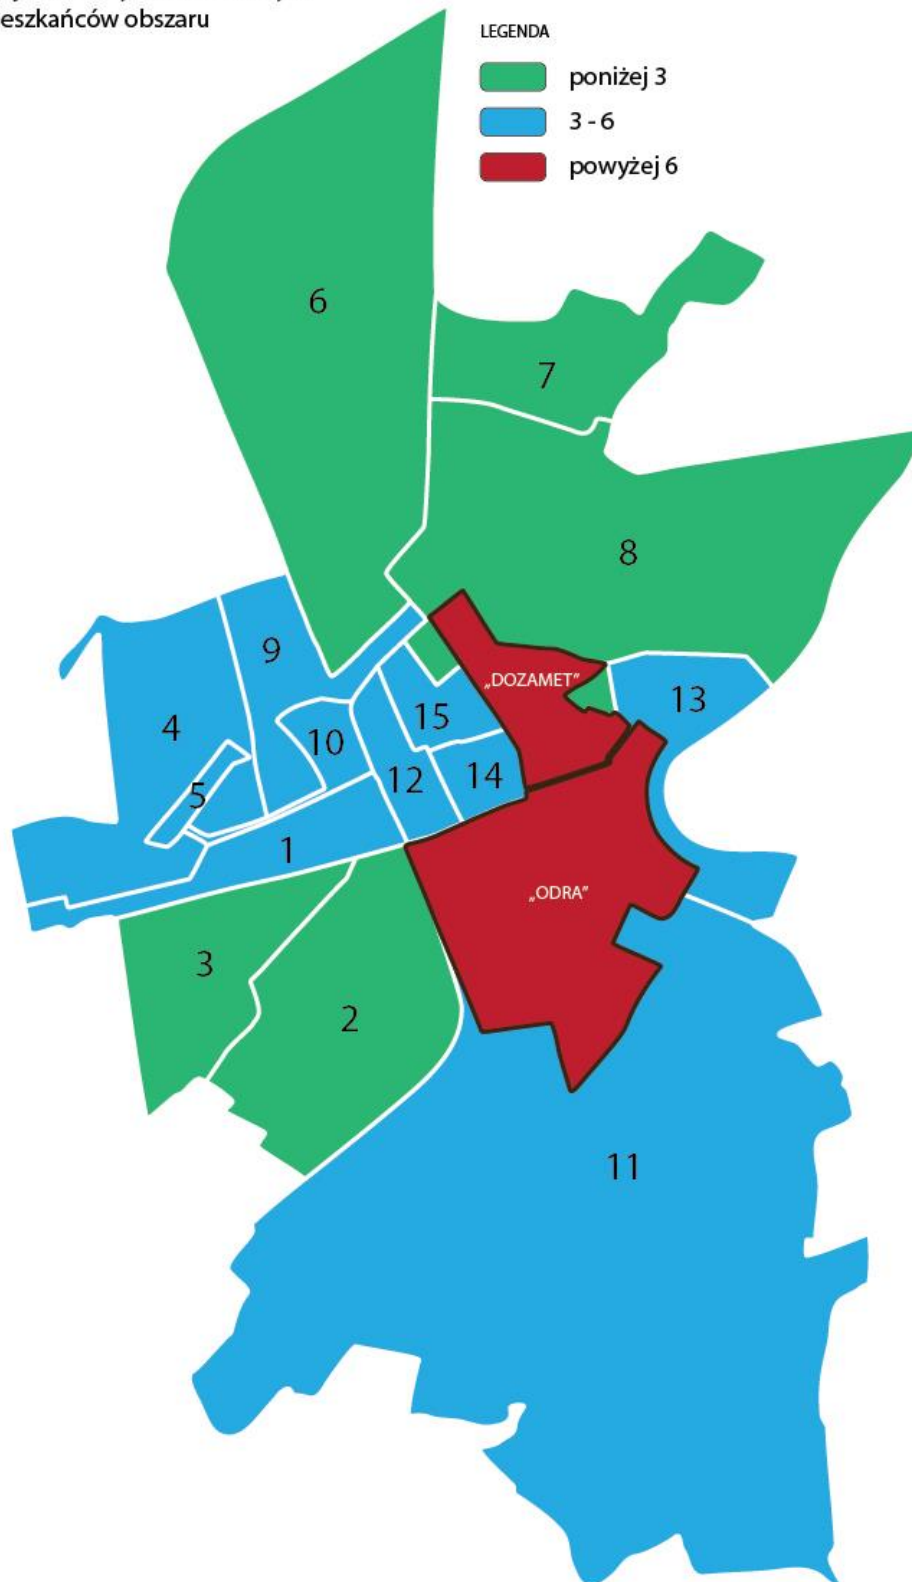 eszkańców obszaru
LEGENDA
poniżej 3
3 - 6
powyżej 6
6
7
8
9
„DOZAMET”
13
4
15
10
12
14
5
1
„ODRA”
3
2
11